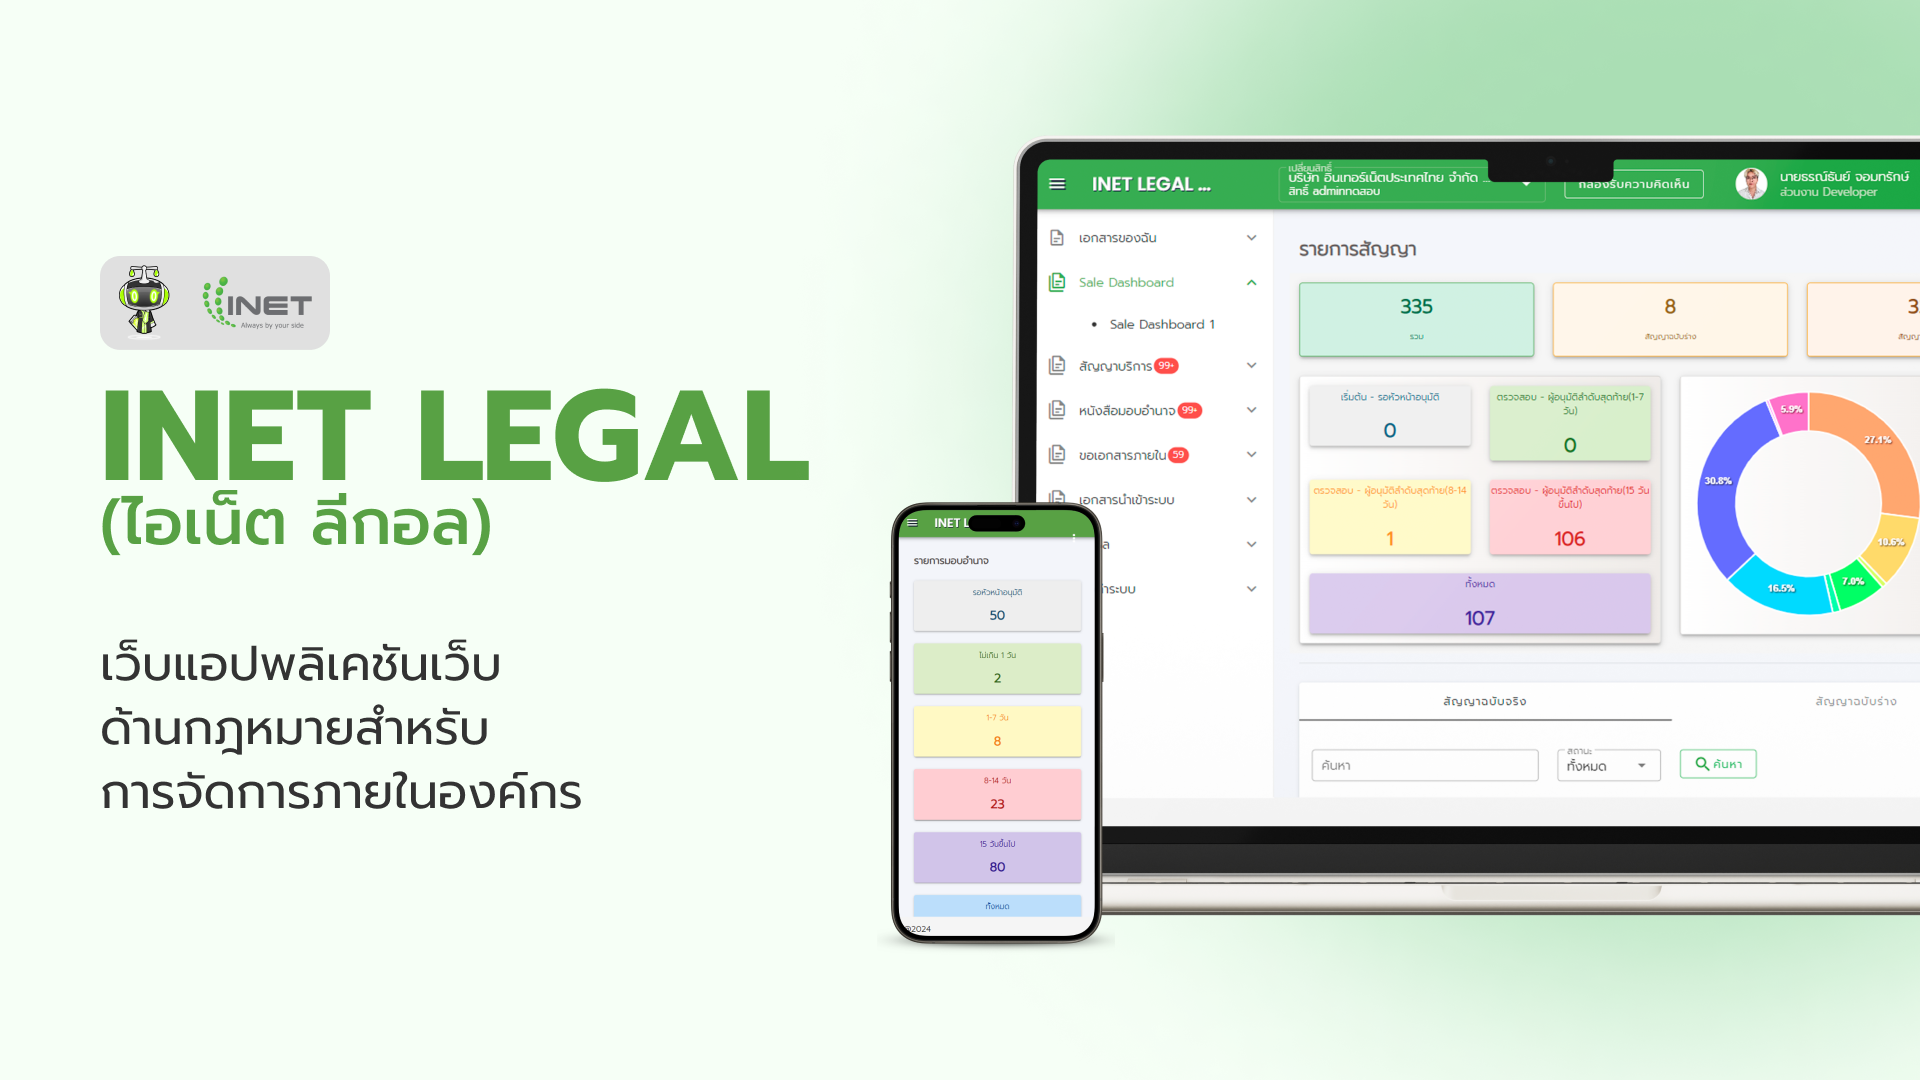 INET
Always by your side
INET LEGAL
(ไอเน็ต ลีกอล)
เว็บแอปพลิเคชันเว็บ
ด้านกฎหมายสำหรับ
การจัดการภายในองค์กร
INET LEGAL ...
เปลี่ยนสิทธิ์
บริษัท อินเทอร์เน็ตประเทศไทย จำกัด ...
สิทธิ์ adminทดสอบ
กล่องรับความคิดเห็น
นายธรณ์ธันย์ จอมทรักษ์
ส่วนงาน Developer
เอกสารของฉัน
Sale Dashboard
Sale Dashboard 1
สัญญาบริการ 99+
หนังสือมอบอำนาจ 99+
ขอเอกสารภายใน 59
เอกสารนำเข้าระบบ
รายการสัญญา
335
รวม
8
สัญญาฉบับร่าง
เริ่มต้น - รอหัวหน้าอนุมัติ
0
ตรวจสอบ - ผู้อนุมัติลำดับสุดท้าย(1-7
วัน)
0
ตรวจสอบ - ผู้อนุมัติลำดับสุดท้าย(8-14
วัน)
1
ตรวจสอบ - ผู้อนุมัติลำดับสุดท้าย(15 วัน
ขึ้นไป)
106
ทั้งหมด
107
5.9%
27.1%
30.8%
10.6%
7.0%
16.5%
สัญญาฉบับจริง
สัญญาฉบับร่าง
ค้นหา
สถานะ
ทั้งหมด
ค้นหา
INET L
รายการมอบอำนาจ
รอหัวหน้าอนุมัติ
50
ไม่เกิน 1 วัน
2
1-7 วัน
8
8-14 วัน
23
15 วันขึ้นไป
80
ทั้งหมด
©2024